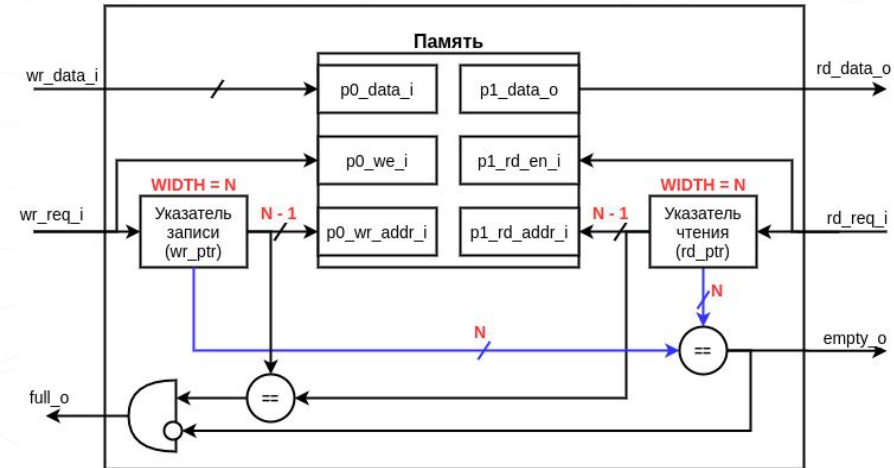 Память
wr_data_i
rd_data_o
p0_data_i
p1_data_o
p0_we_i
p1_rd_en_i
WIDTH = N
WIDTH = N
wr_req_i
Указатель
записи
(wr_ptr)
N - 1
p0_wr_addr_i
p1_rd_addr_i
N - 1
Указатель
чтения
(rd_ptr)
rd_req_i
N
N
==
empty_o
full_o
==